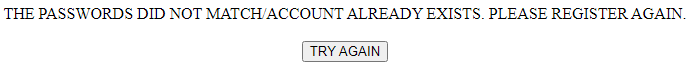 THE PASSWORDS DID NOT MATCH/ACCOUNT ALREADY EXISTS. PLEASE REGISTER AGAIN.
TRY AGAIN